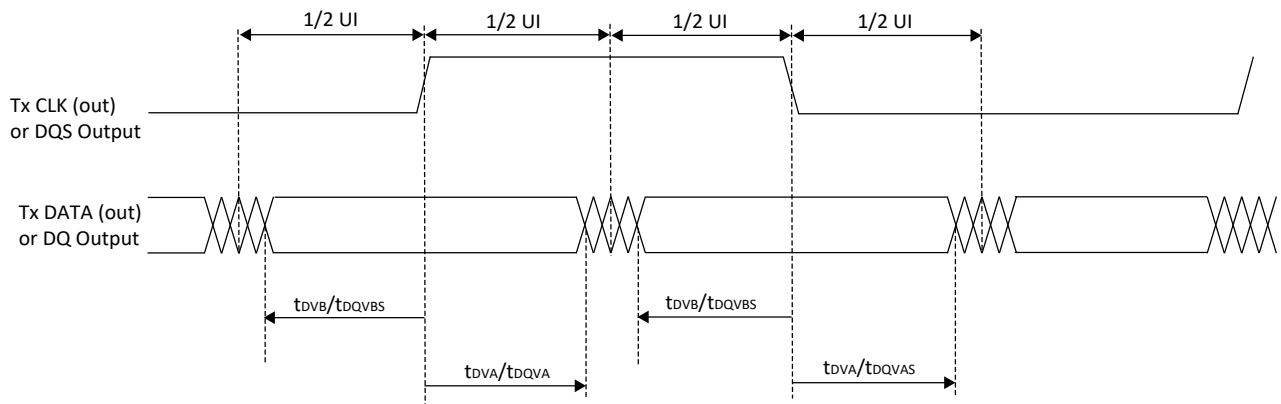 1/2 UI
1/2 UI
1/2 UI
1/2 UI
Tx CLK (out)
or DQS Output
Tx DATA (out)
or DQ Output
tDVB/tDQVBS
tDVB/tDQVBS
tDVA/tDQVA
tDVA/tDQVAS